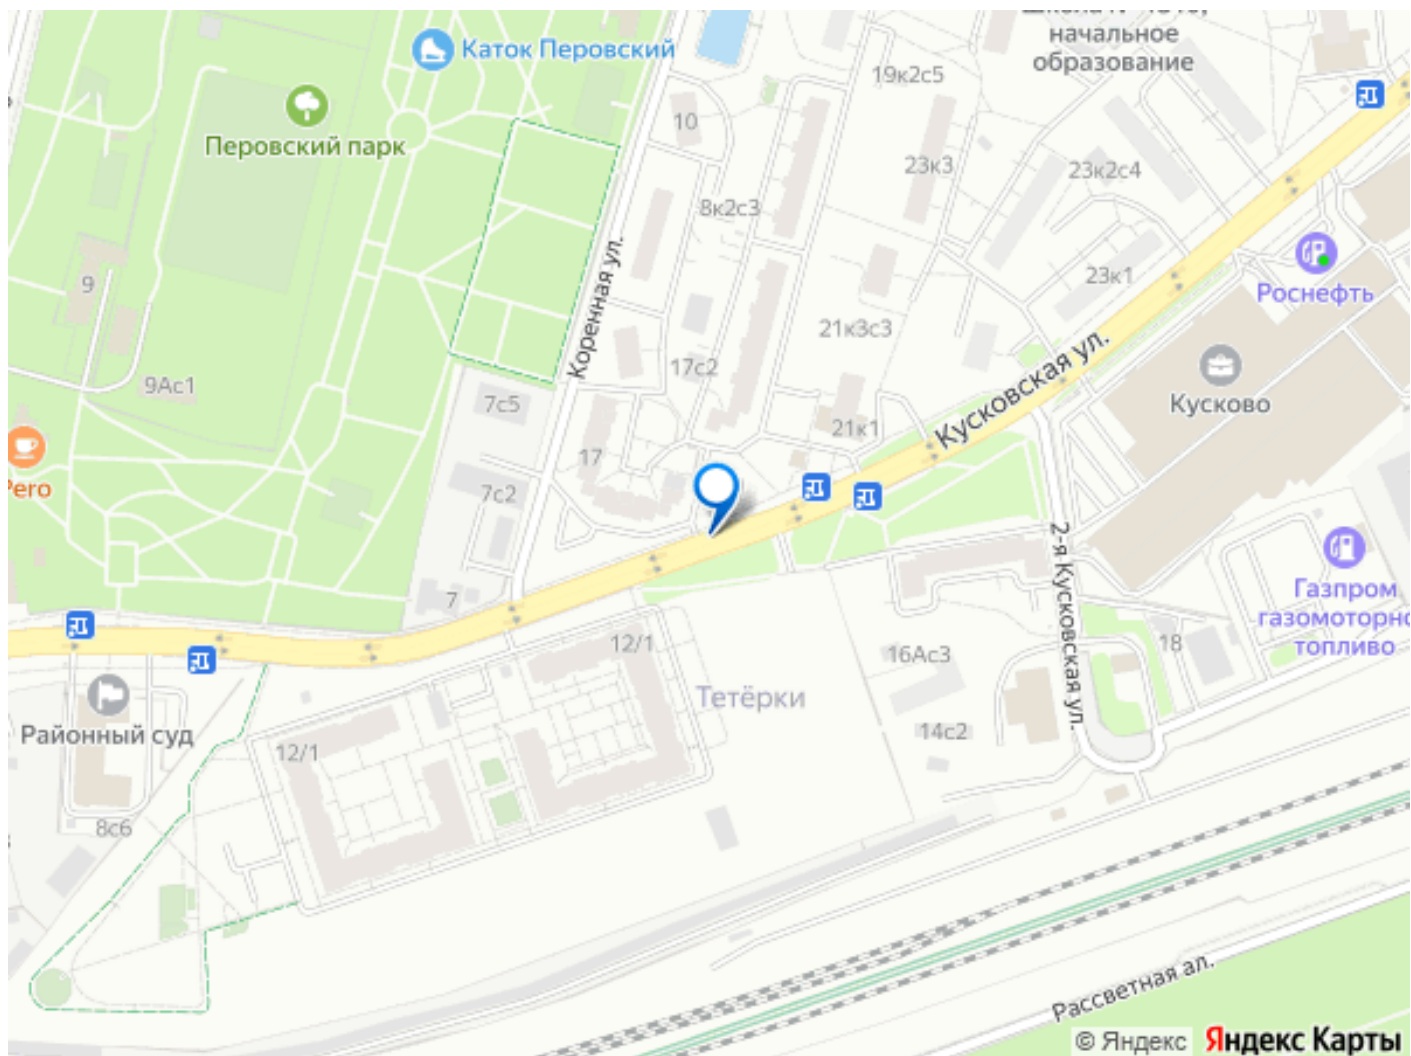 начальное
образование
Каток Перовский
Перовский парк
19к2с5
10
23к3
23к2с4
8к2с3
Коренная ул.
9
23к1
Роснефть
21к3с3
17с2
9Ас1
7с5
Кусковская ул.
Кусково
21к1
17
Pero
7с2
2-я Кусковская ул.
Газпром
газомоторно
топливо
7
12/1
16Ас3
18
Тетёрки
Районный суд
14с2
12/1
8с6
Рассветная ал.
© Яндекс Яндекс Карты